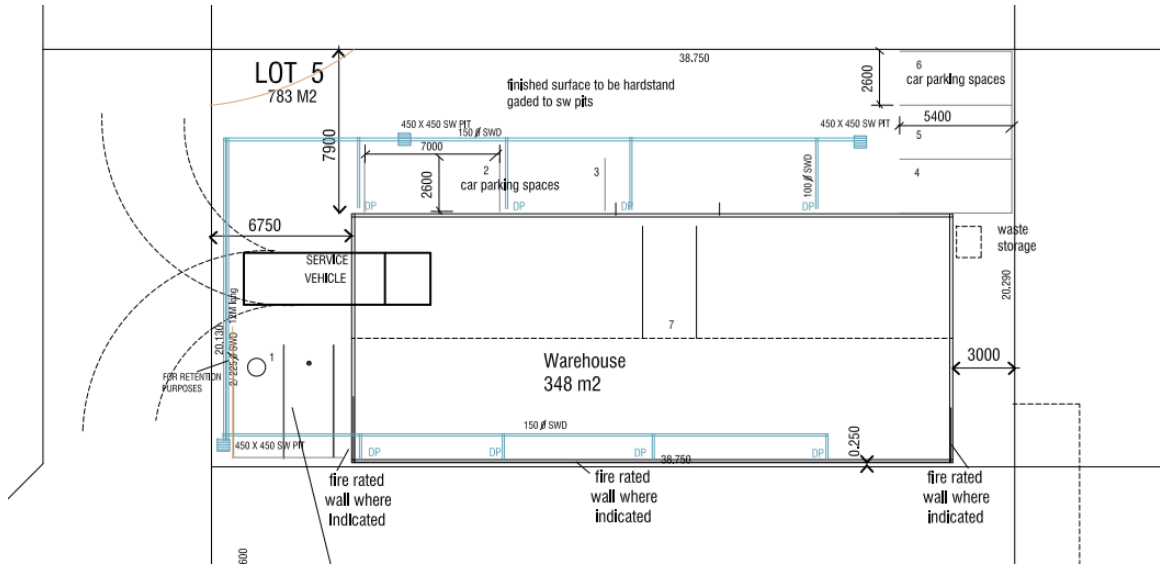 38.750
LOT 5
783 M2
finished surface to be hardstand
gaded to sw pits
2600
6
car parking spaces
5400
450 X 450 SW PIT
150 Ø SWD
450 X 450 SW PIT
5
7900
7000
2
car parking spaces
3
2600
100 Ø SWD
4
DP
DP
DP
DP
6750
SERVICE
VEHICLE
waste
storage
20.290
7
20.130
2/ 225 Ø SWD - 12M long
FOR RETENTION
PURPOSES
1
Warehouse
348 m2
3000
150 Ø SWD
450 X 450 SW PIT
DP
DP
DP
38.750
DP
0.250
fire rated
wall where
indicated
fire rated
wall where
indicated
fire rated
wall where
indicated
600